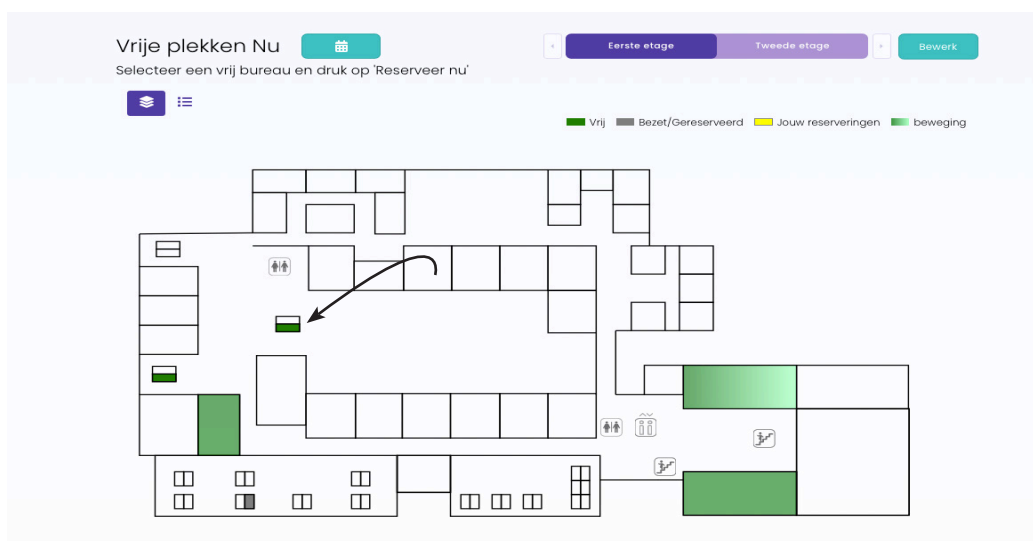 Vrije plekken Nu
Selecteer een vrij bureau en druk op 'Reserveer nu'
Eerste etage
Tweede etage
Bewerk
Vrij
Bezet/Gereserveerd
Jouw reserveringen
beweging